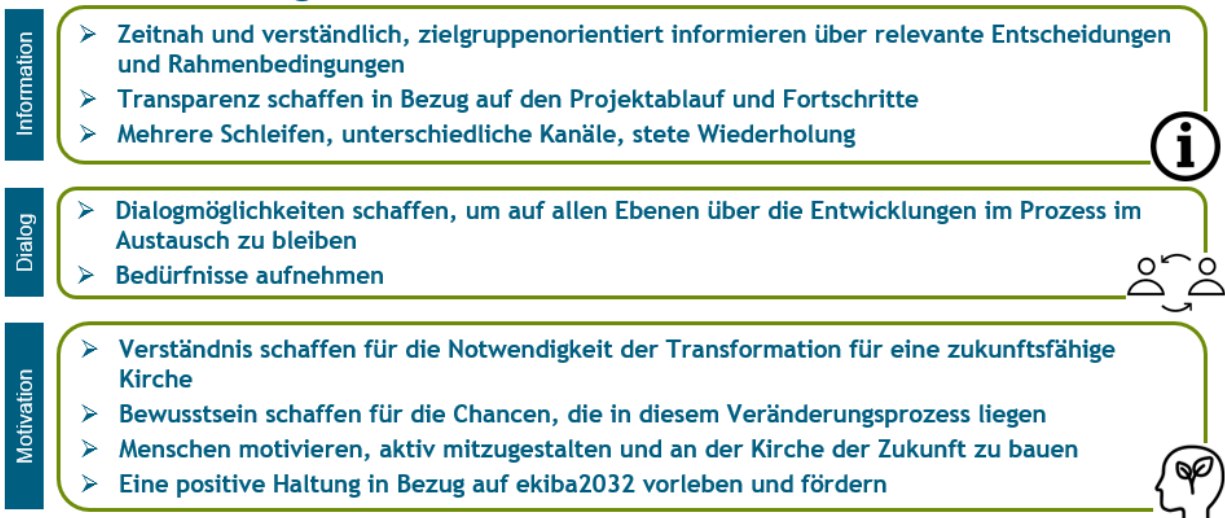 Information
➢ Zeitnah und verständlich, zielgruppenorientiert informieren über relevante Entscheidungen
und Rahmenbedingungen
➢ Transparenz schaffen in Bezug auf den Projektablauf und Fortschritte
➢ Mehrere Schleifen, unterschiedliche Kanäle, stete Wiederholung
i
Dialog
➢ Dialogmöglichkeiten schaffen, um auf allen Ebenen über die Entwicklungen im Prozess im
Austausch zu bleiben
➢ Bedürfnisse aufnehmen
Motivation
➢ Verständnis schaffen für die Notwendigkeit der Transformation für eine zukunftsfähige
Kirche
➢ Bewusstsein schaffen für die Chancen, die in diesem Veränderungsprozess liegen
➢ Menschen motivieren, aktiv mitzugestalten und an der Kirche der Zukunft zu bauen
➢ Eine positive Haltung in Bezug auf ekiba2032 vorleben und fördern